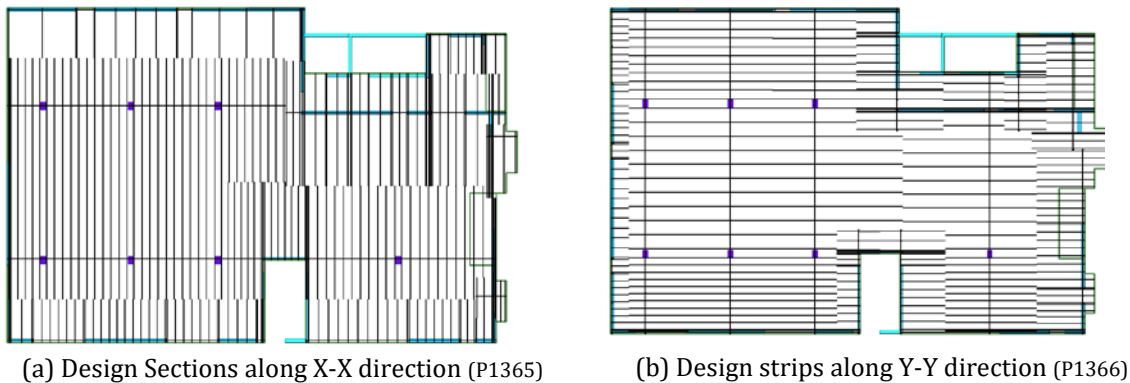 (a) Design Sections along X-X direction (P1365)
(b) Design strips along Y-Y direction (P1366)